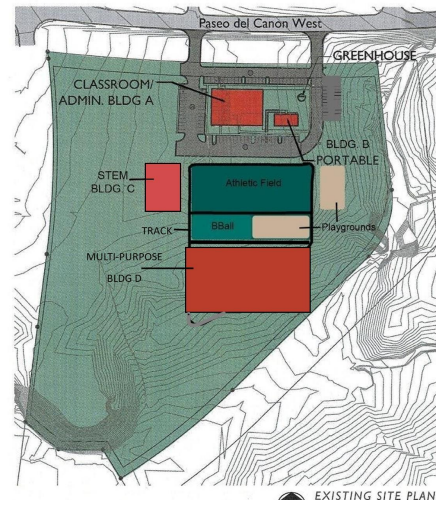 Paseo del Canon West
GREENHOUSE
CLASSROOM/
ADMIN. BLDG A
BLDG. B
PORTABLE
STEM
BLDG. C
Athletic Field
TRACK
BBall
Playgrounds
MULTI-PURPOSE
BLDG D
EXISTING SITE PLAN